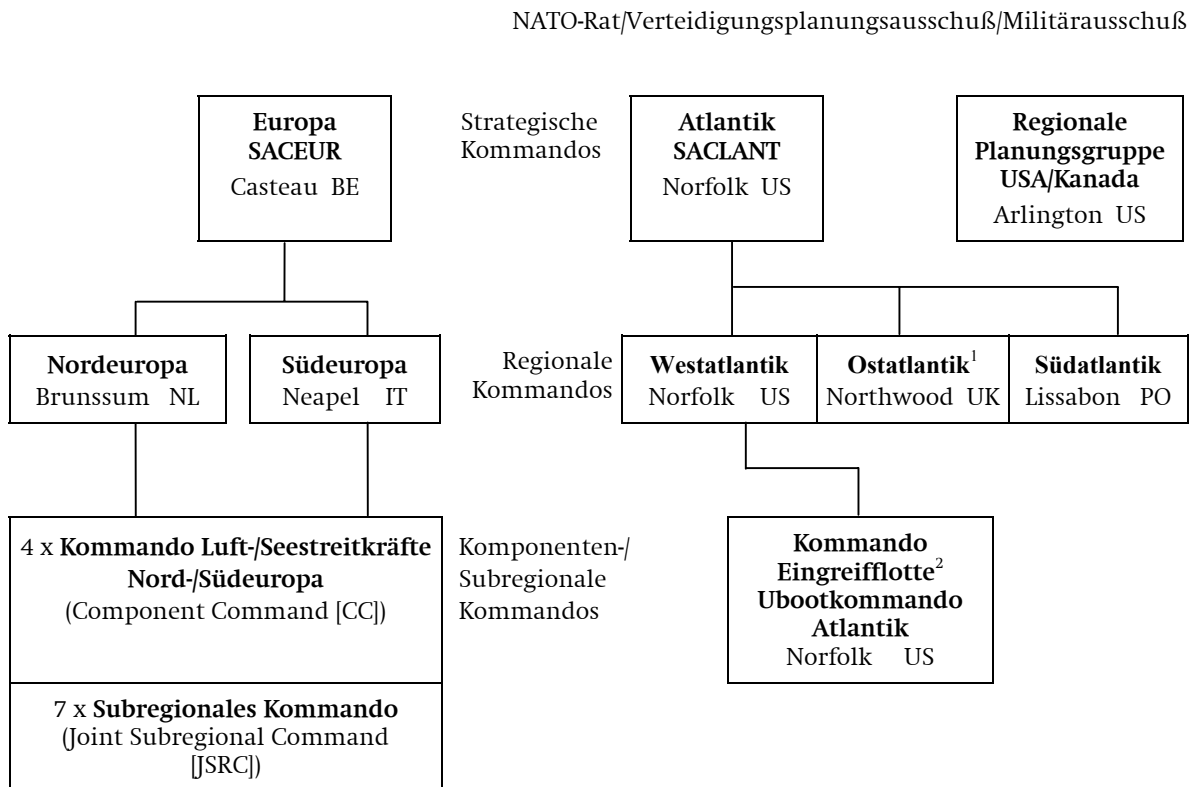 NATO-Rat/Verteidigungsplanungsausschuß/Militärausschuß
Europa
SACEUR
Casteau BE
Strategische
Kommandos
Atlantik
SACLANT
Norfolk US
Regionale
Planungsgruppe
USA/Kanada
Arlington US
Nordeuropa
Brunssum NL
Südeuropa
Neapel IT
Regionale
Kommandos
Westatlantik
Norfolk US
Ostatlantik¹
Northwood UK
Südatlantik
Lissabon PO
4 x Kommando Luft-/Seestreitkräfte
Nord-/Südeuropa
(Component Command [CC])
Komponenten-/
Subregionale
Kommandos
Kommando
Eingreifflotte²
Ubootkommando
Atlantik
Norfolk US
7 x Subregionales Kommando
(Joint Subregional Command
[JSRC])